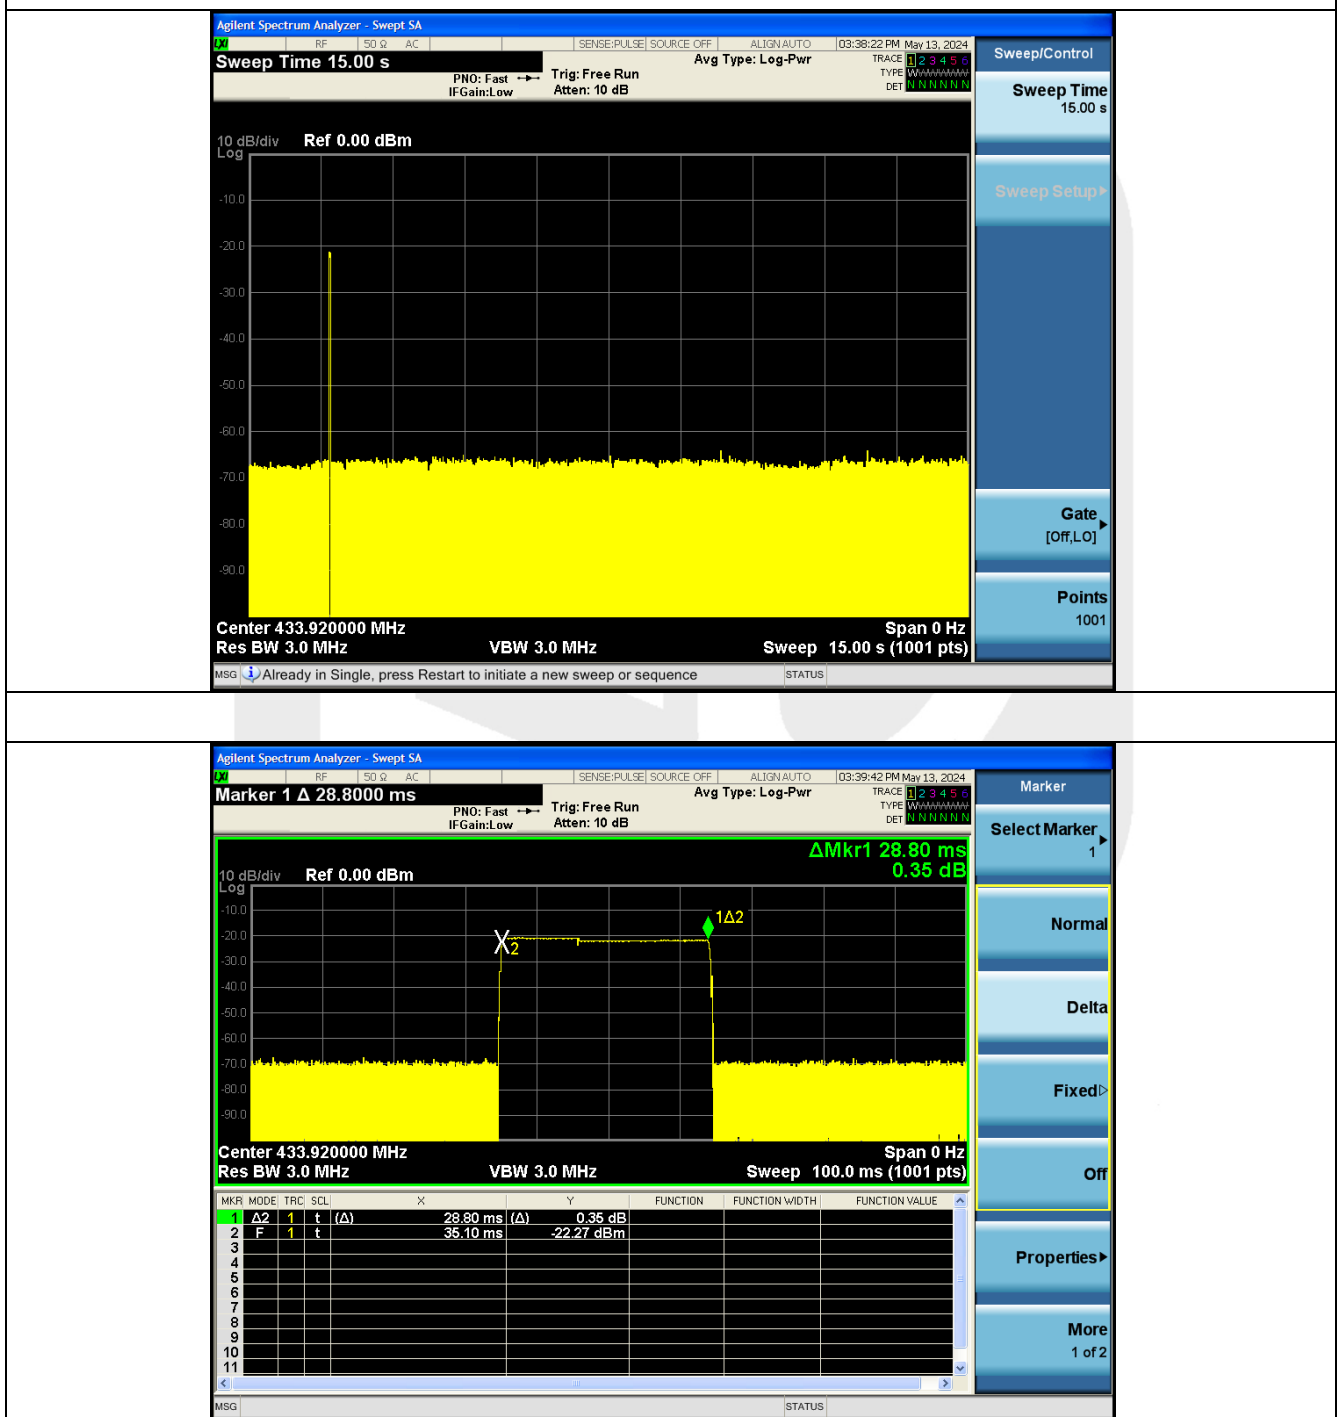 Agilent Spectrum Analyzer - Swept SA
LXI RF 50 Ω AC SENSE:PULSE SOURCE OFF ALIGN AUTO 03:38:22 PM May 13, 2024
Sweep Time 15.00 s
PNO: Fast
IFGain:Low
Trig: Free Run
Atten: 10 dB
Avg Type: Log-Pwr
TRACE 1 2 3 4 5 6
TYPE W
DET N N N N N N
10 dB/div Ref 0.00 dBm
Log
-10.0
-20.0
-30.0
-40.0
-50.0
-60.0
-70.0
-80.0
-90.0
Center 433.920000 MHz Span 0 Hz
Res BW 3.0 MHz VBW 3.0 MHz Sweep 15.00 s (1001 pts)
MSG Already in Single, press Restart to initiate a new sweep or sequence STATUS
Sweep/Control
Sweep Time
15.00 s
Sweep Setup
Gate
[Off,LO]
Points
1001
Agilent Spectrum Analyzer - Swept SA
LXI RF 50 Ω AC SENSE:PULSE SOURCE OFF ALIGN AUTO 03:39:42 PM May 13, 2024
Marker 1 Δ 28.8000 ms
PNO: Fast
IFGain:Low
Trig: Free Run
Atten: 10 dB
Avg Type: Log-Pwr
TRACE 1 2 3 4 5 6
TYPE W
DET N N N N N N
ΔMkr1 28.80 ms
0.35 dB
10 dB/div Ref 0.00 dBm
Log
-10.0
-20.0
-30.0
-40.0
-50.0
-60.0
-70.0
-80.0
-90.0
1Δ2
X2
Center 433.920000 MHz Span 0 Hz
Res BW 3.0 MHz VBW 3.0 MHz Sweep 100.0 ms (1001 pts)
MKR MODE TRC SCL X Y FUNCTION FUNCTION WIDTH FUNCTION VALUE
1 Δ2 1 t (Δ) 28.80 ms (Δ) 0.35 dB
2 F 1 t 35.10 ms -22.27 dBm
3
4
5
6
7
8
9
10
11
MSG STATUS
Marker
Select Marker
1
Normal
Delta
Fixed
Off
Properties
More
1 of 2